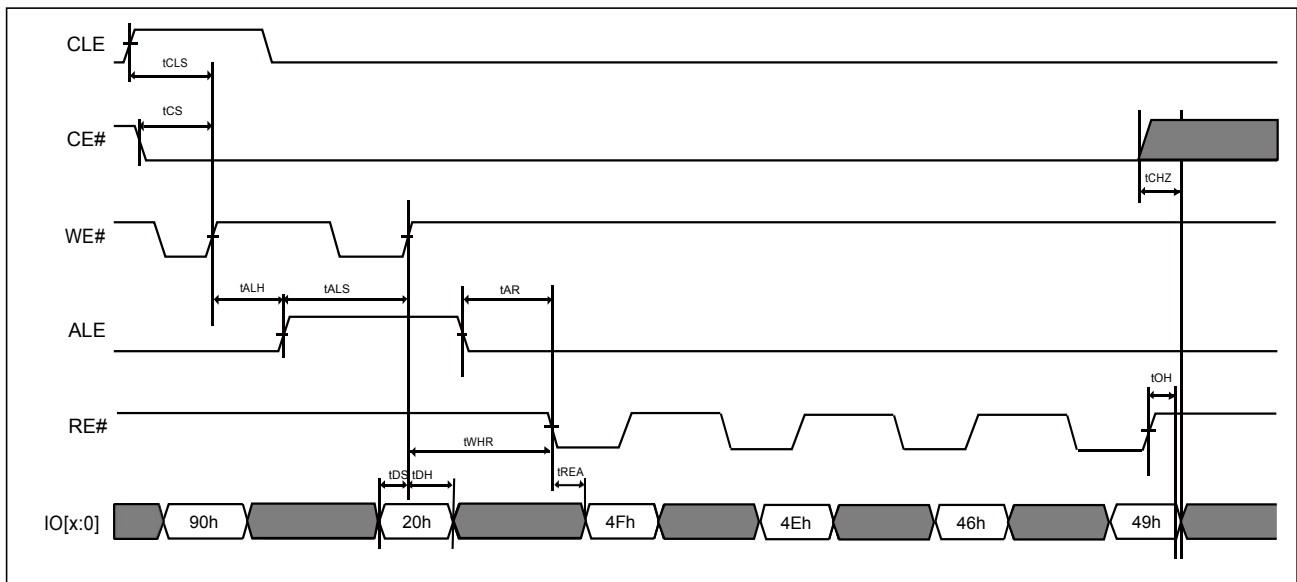 CLE
tCLS
tCS
CE#
tCHZ
WE#
tALH tALS tAR
ALE
tOH
RE#
tWHR
tDS tDH tREA
IO[x:0] 90h 20h 4Fh 4Eh 46h 49h